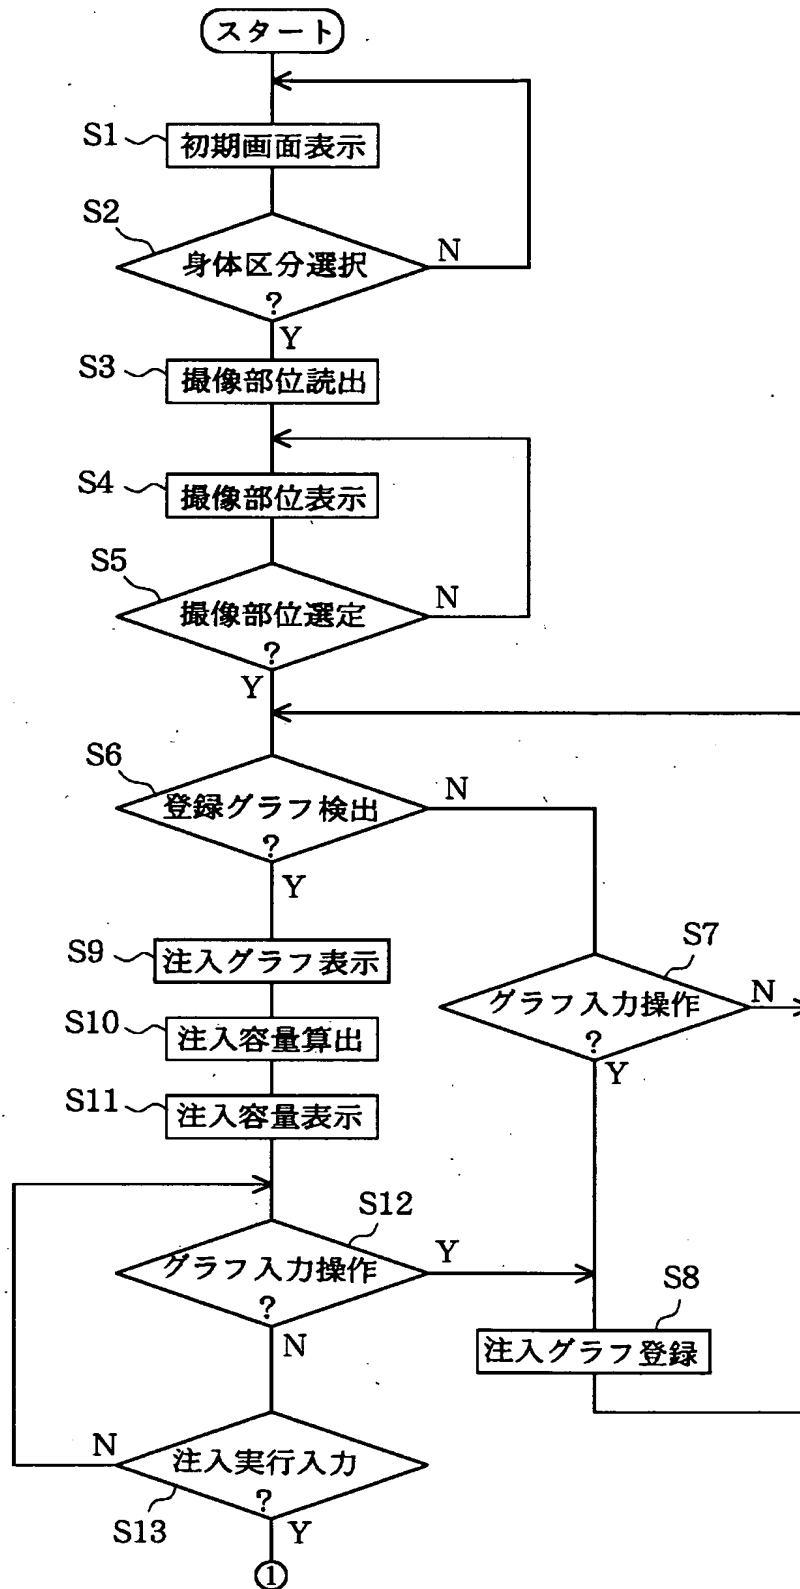 スタート
S1
初期画面表示
S2
身体区分選択
?
N
Y
S3
撮像部位読出
S4
撮像部位表示
S5
撮像部位選定
?
N
Y
S6
登録グラフ検出
?
N
Y
S7
グラフ入力操作
?
N
Y
S9
注入グラフ表示
S10
注入容量算出
S11
注入容量表示
S12
グラフ入力操作
?
Y
N
S8
注入グラフ登録
S13
注入実行入力
?
N
Y
①